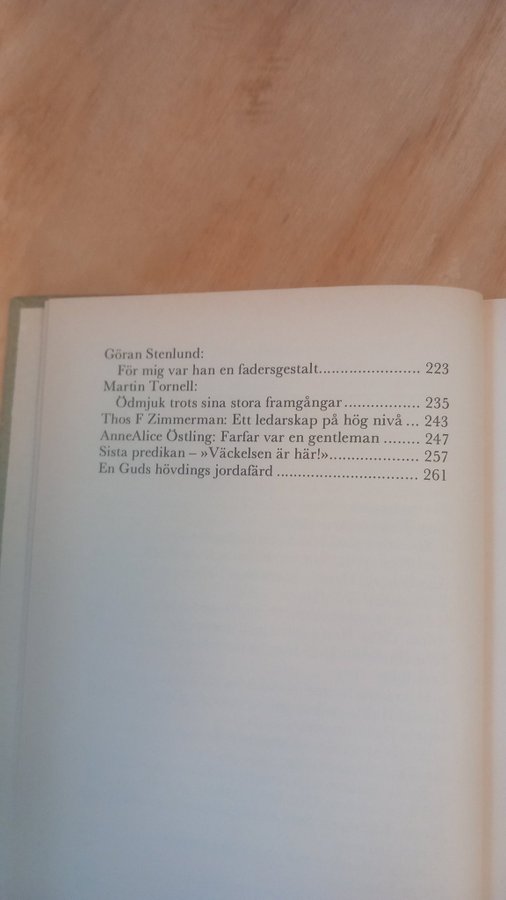 Göran Stenlund:
För mig var han en fadersgestalt....................... 223
Martin Tornell:
Ödmjuk trots sina stora framgångar ................. 235
Thos F Zimmerman: Ett ledarskap på hög nivå ... 243
AnneAlice Östling: Farfar var en gentleman ........ 247
Sista predikan – »Väckelsen är här!».................... 257
En Guds hövdings jordafärd ................................ 261